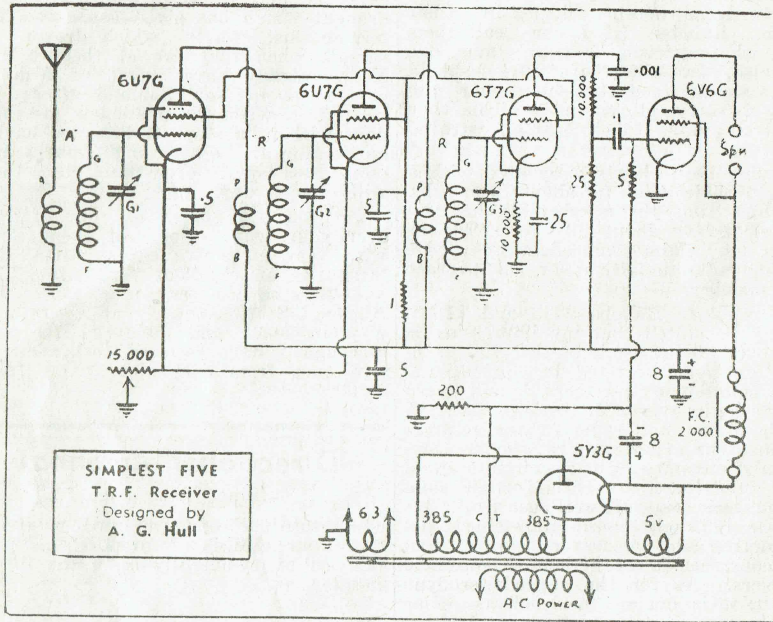 6U7G
6U7G
6J7G
6V6G
10.000
.001
"A"
R
R
Spk
A
G
G1
F
.5
B
G
G2
F
.5
P
B
G
G3
10.000
.25
.1
.25
.5
1
15.000
.5
8
+
-
200
8
-
+
F.C.
2 000
5Y3G
SIMPLEST FIVE
T.R.F. Receiver
Designed by
A. G. Hull
6.3
385
385
5v
A C POWER